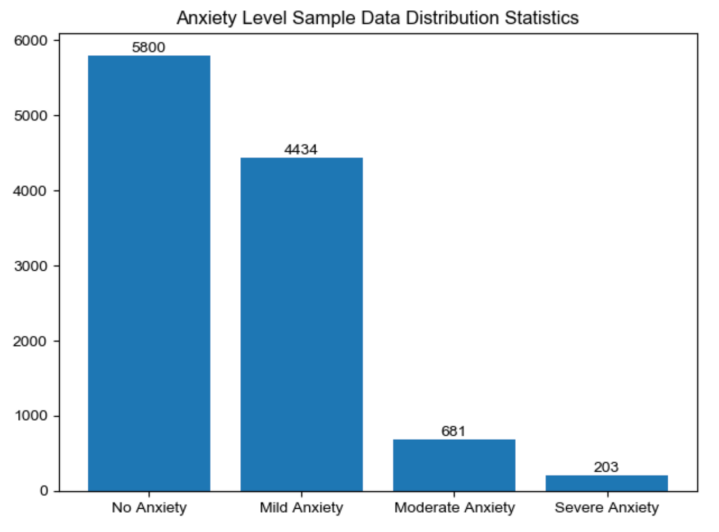 Anxiety Level Sample Data Distribution Statistics
6000
5000
4000
3000
2000
1000
0
5800
4434
681
203
No Anxiety
Mild Anxiety
Moderate Anxiety
Severe Anxiety